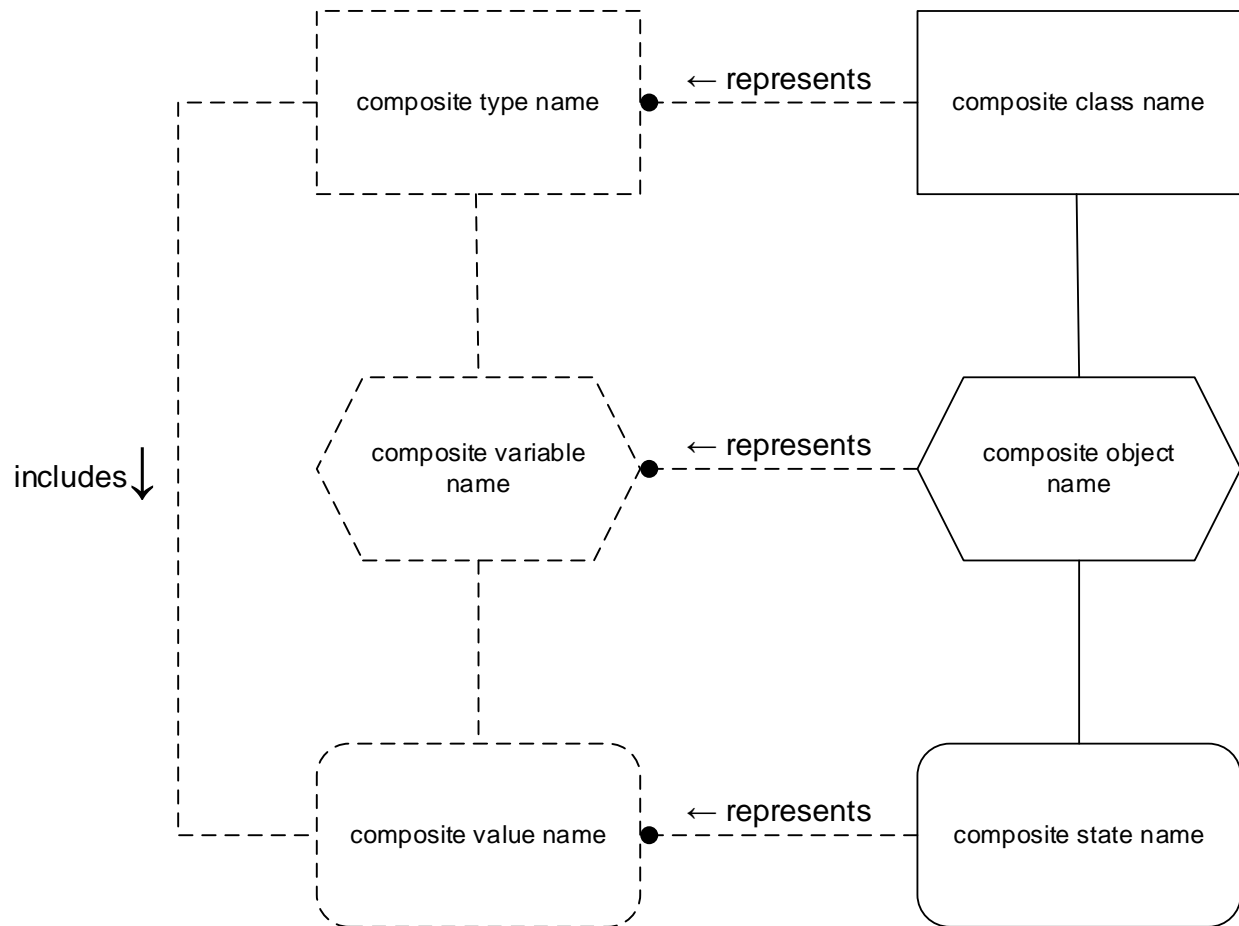 composite type name
← represents
composite class name
composite variable
name
← represents
composite object
name
includes ↓
composite value name
← represents
composite state name